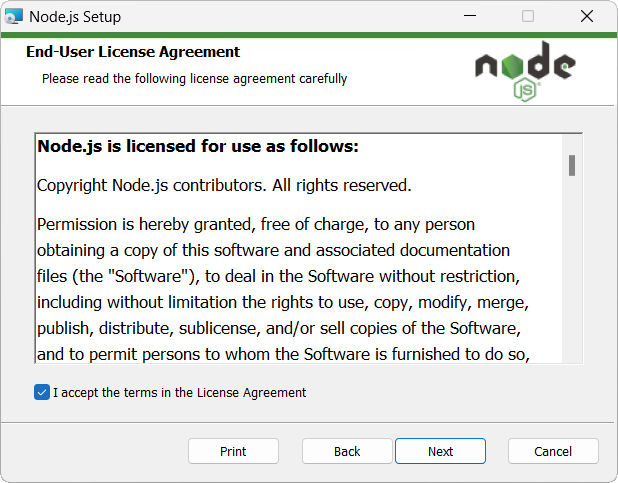 Node.js Setup
End-User License Agreement
Please read the following license agreement carefully
node
JS
Node.js is licensed for use as follows:
Copyright Node.js contributors. All rights reserved.
Permission is hereby granted, free of charge, to any person
obtaining a copy of this software and associated documentation
files (the "Software"), to deal in the Software without restriction,
including without limitation the rights to use, copy, modify, merge,
publish, distribute, sublicense, and/or sell copies of the Software,
and to permit persons to whom the Software is furnished to do so,
I accept the terms in the License Agreement
Print
Back
Next
Cancel